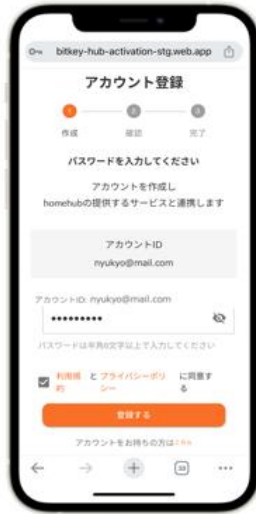 bitkey-hub-activation-stg.web.app
アカウント登録
1 2 3
作成 確認 完了
パスワードを入力してください
アカウントを作成し
homehubの提供するサービスと連携します
アカウントID
nyukyo@mail.com
アカウントID: nyukyo@mail.com
•••••••••
パスワードは半角8文字以上で入力してください
利用規約 と プライバシーポリシー に同意する
登録する
アカウントをお持ちの方はこちら